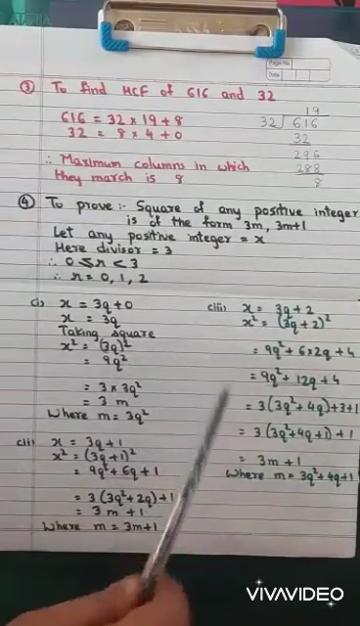 Page No.
Date
③ To find HCF of 616 and 32
616 = 32 × 19 + 8
32 = 8 × 4 + 0
19
32 ) 616
32
296
288
8
∴ Maximum columns in which
they march is 8
④ To prove :- Square of any positive integer
is of the form 3m, 3m+1
Let any positive integer = x
Here divisor = 3
∴ 0 ≤ r < 3
∴ r = 0, 1, 2
(i) x = 3q + 0
x = 3q
Taking square
x² = (3q)²
= 9q²
= 3 × 3q²
= 3 m
Where m = 3q²
(ii) x = 3q + 1
x² = (3q+1)²
= 9q² + 6q + 1
= 3 (3q² + 2q) + 1
= 3 m + 1
Where m = 3m+1
(iii) x = 3q + 2
x² = (3q + 2)²
= 9q² + 6×2q + 4
= 9q² + 12q + 4
= 3(3q² + 4q) + 3 + 1
= 3 (3q² + 4q + 1) + 1
= 3m + 1
Where m = 3q² + 4q + 1
VIVAVIDEO